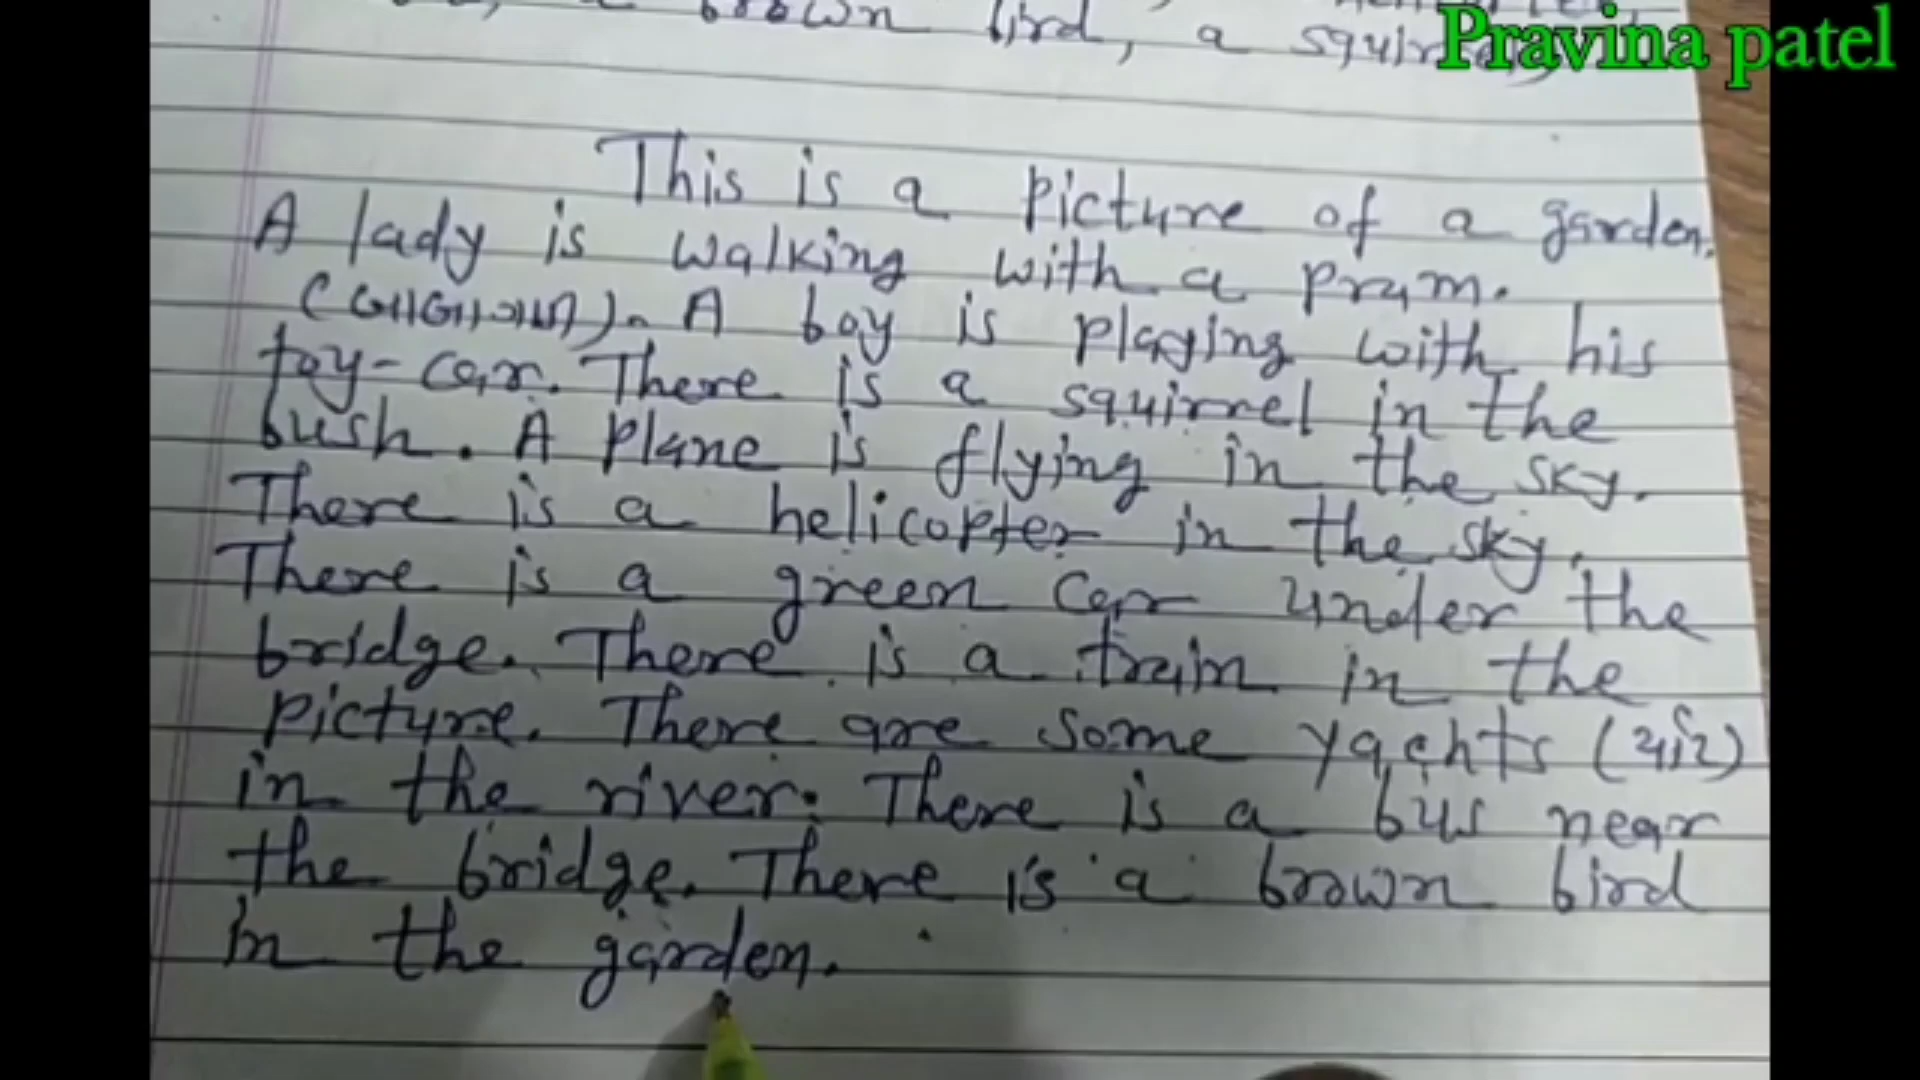 brown bird, a
Pravina patel
This is a picture of a garden.
A lady is walking with a pram.
(બાબાગાડી). A boy is playing with his
toy-car. There is a squirrel in the
bush. A plane is flying in the sky.
There is a helicopter in the sky.
There is a green car under the
bridge. There is a train in the
picture. There are some yachts (યૉટ)
in the river. There is a bus near
the bridge. There is a brown bird
in the garden.